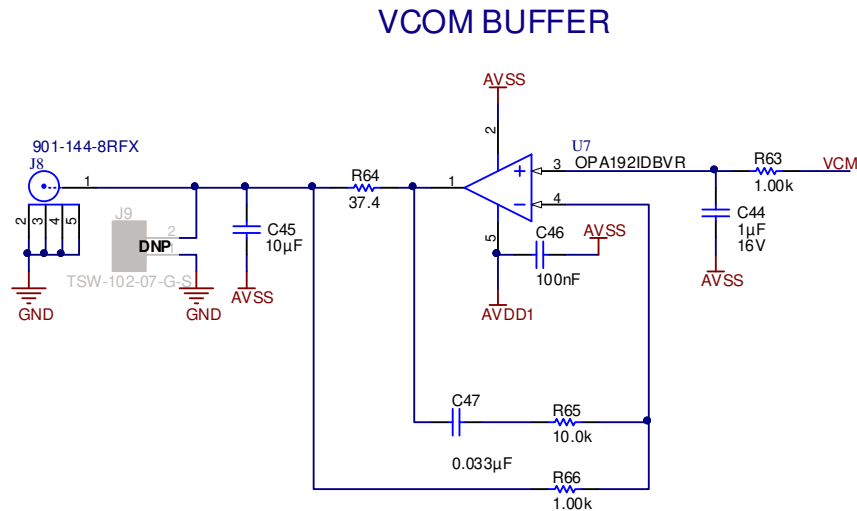 VCOM BUFFER
AVSS
2
901-144-8RFX
J8
1
2
3
4
5
J9
2
1
DNP
TSW-102-07-G-S
GND
GND
C45
10µF
AVSS
R64
37.4
1
U7
OPA192IDBVR
3
4
5
C46
100nF
AVSS
AVDD1
R63
1.00k
VCM
C44
1µF
16V
AVSS
C47
0.033µF
R65
10.0k
R66
1.00k